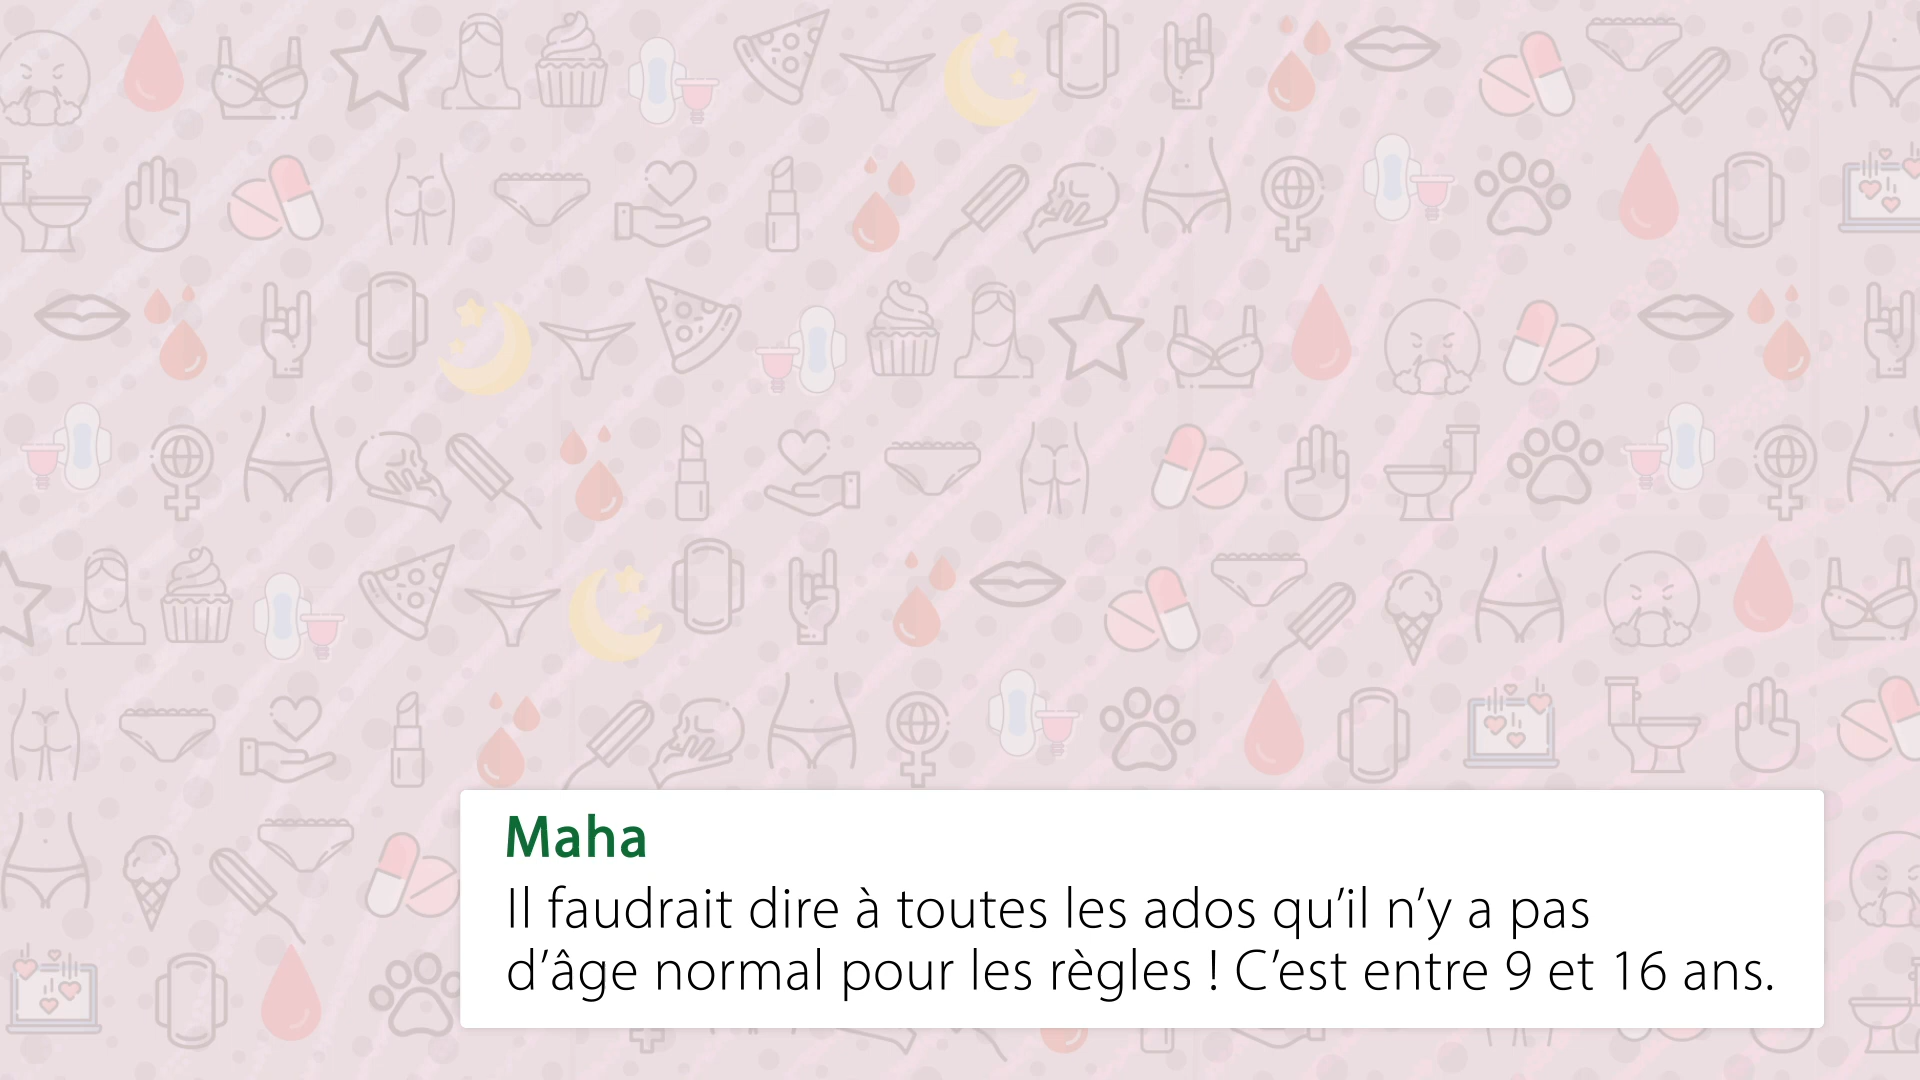 Maha
Il faudrait dire à toutes les ados qu’il n’y a pas
d’âge normal pour les règles ! C’est entre 9 et 16 ans.